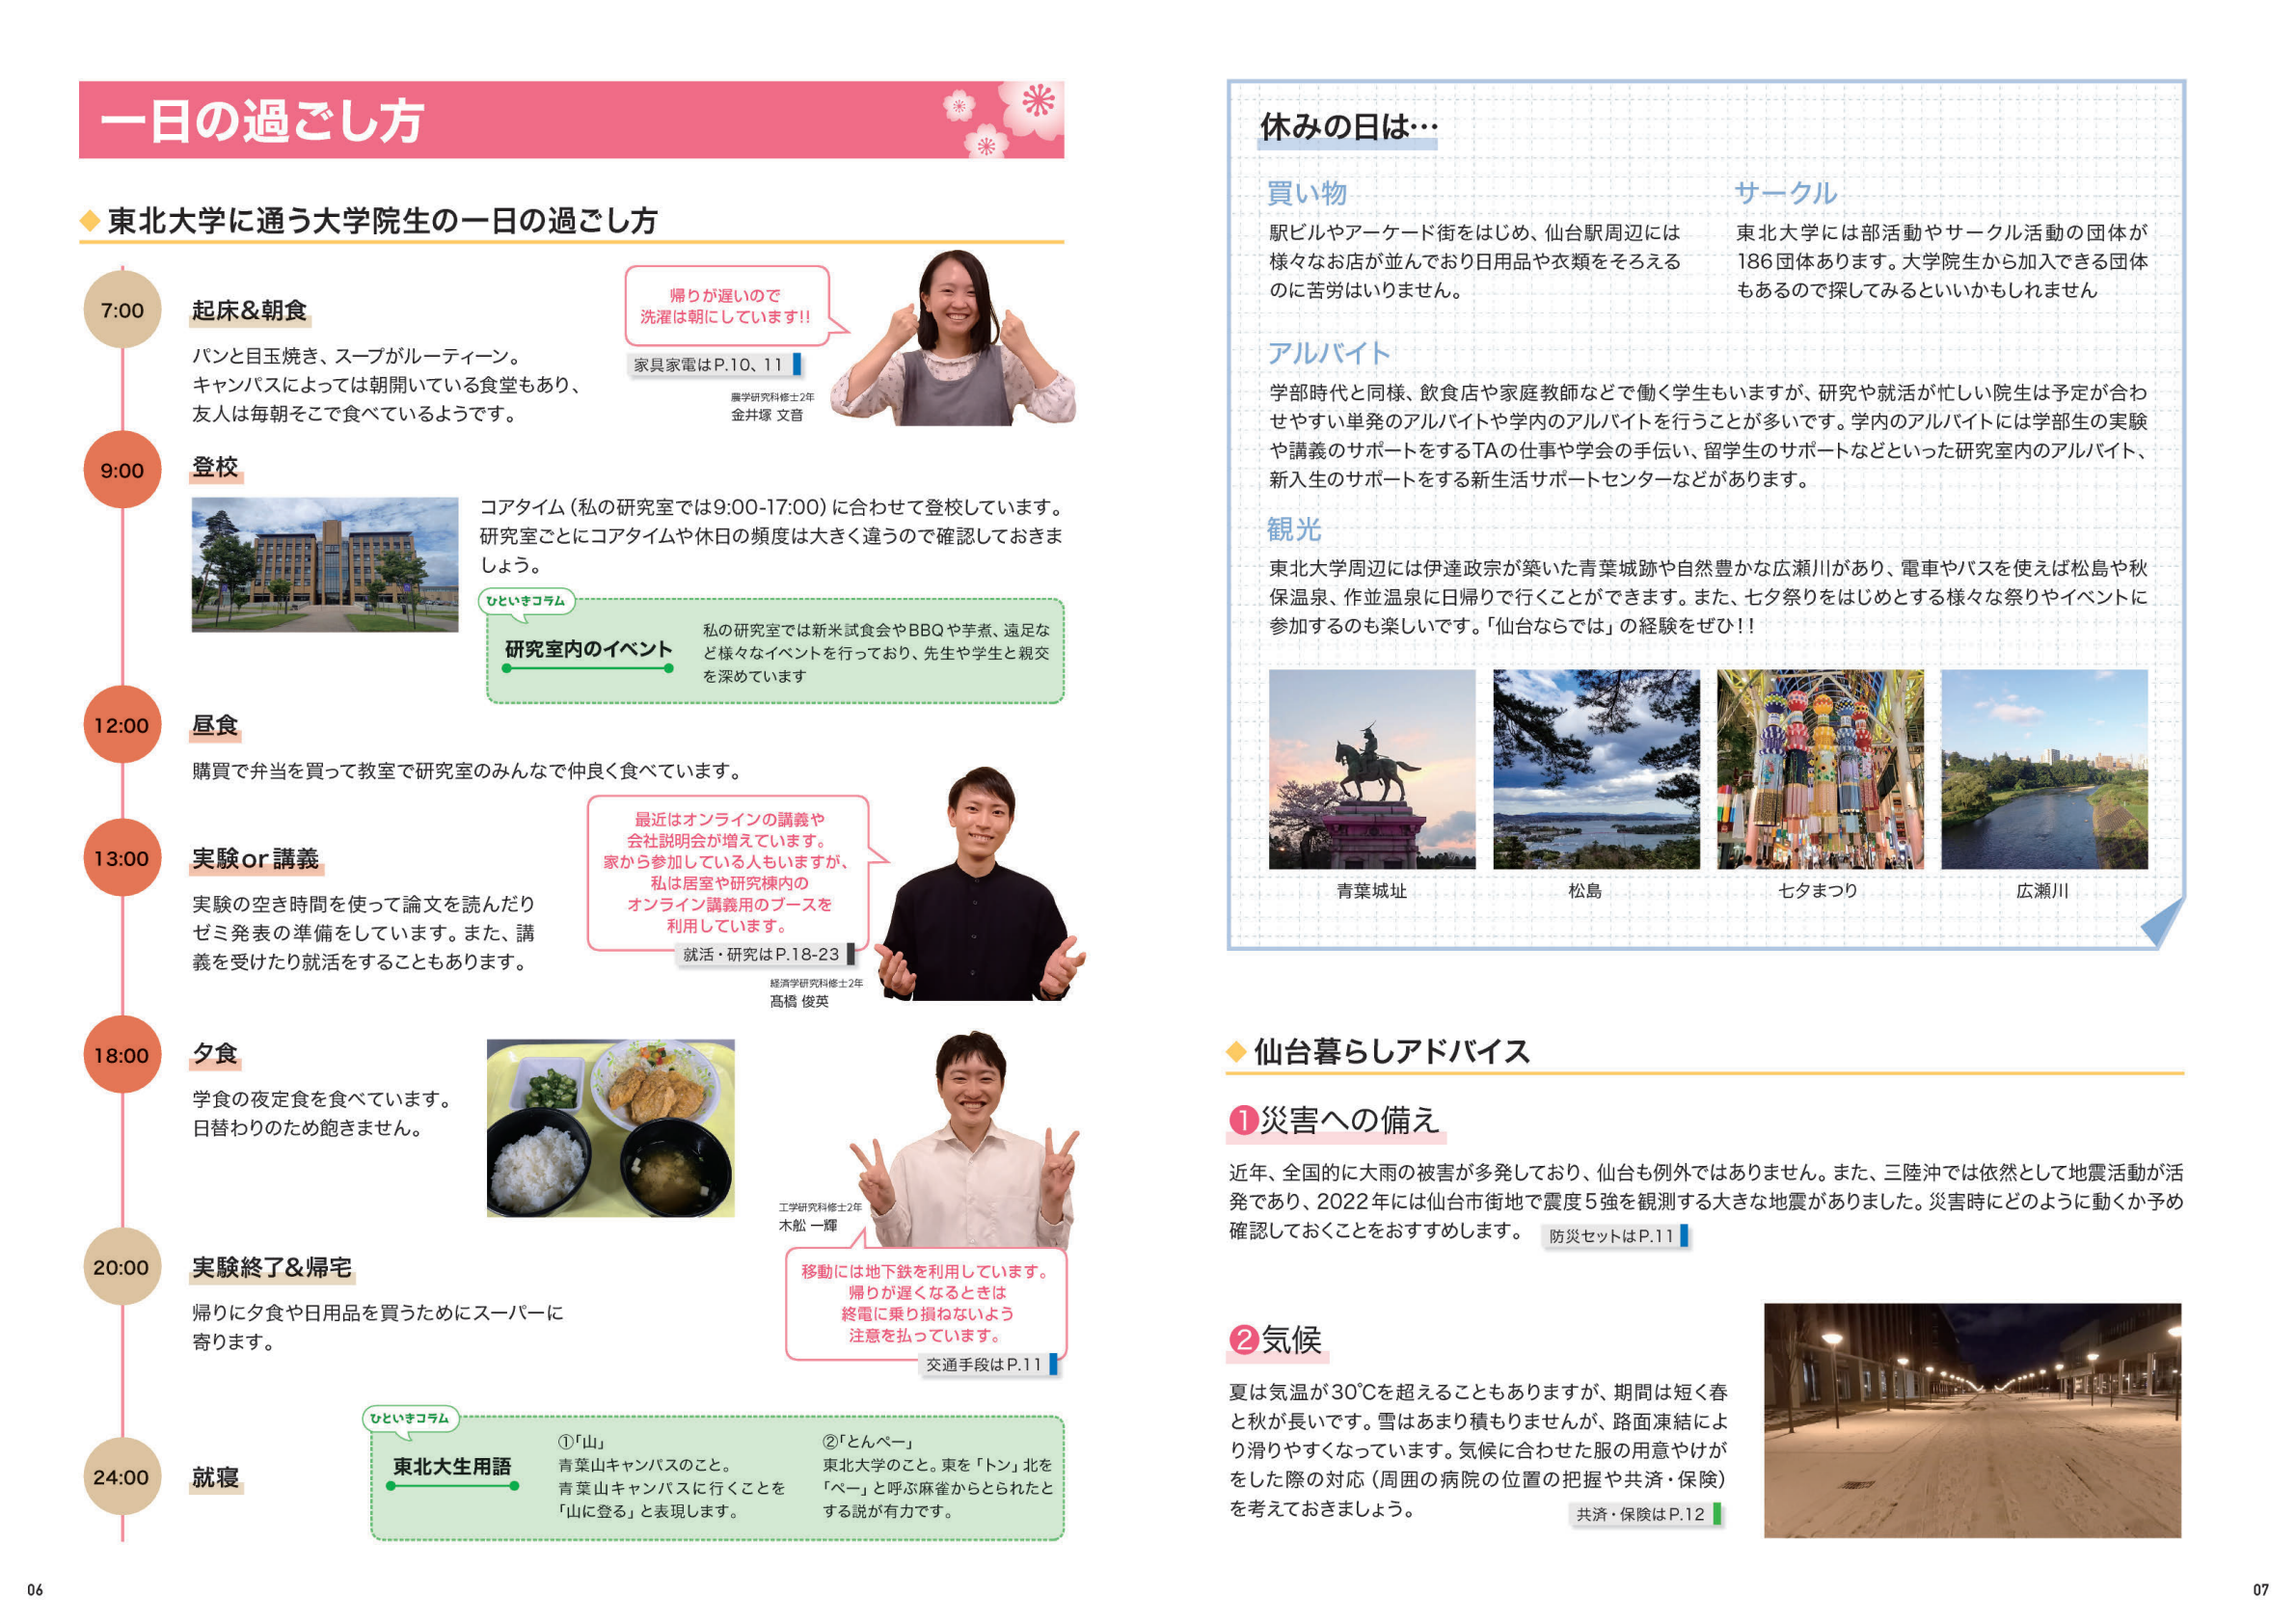 一日の過ごし方
◆東北大学に通う大学院生の一日の過ごし方
7:00
起床&朝食
パンと目玉焼き、スープがルーティーン。
キャンパスによっては朝開いている食堂もあり、
友人は毎朝そこで食べているようです。
帰りが遅いので
洗濯は朝にしています!!
家具家電はP.10、11
農学研究科修士2年
金井塚 文音
9:00
登校
コアタイム（私の研究室では9:00-17:00）に合わせて登校しています。
研究室ごとにコアタイムや休日の頻度は大きく違うので確認しておきま
しょう。
ひといきコラム
研究室内のイベント
私の研究室では新米試食会やBBQや芋煮、遠足な
ど様々なイベントを行っており、先生や学生と親交
を深めています
12:00
昼食
購買で弁当を買って教室で研究室のみんなで仲良く食べています。
13:00
実験or講義
実験の空き時間を使って論文を読んだり
ゼミ発表の準備をしています。また、講
義を受けたり就活をすることもあります。
最近はオンラインの講義や
会社説明会が増えています。
家から参加している人もいますが、
私は居室や研究棟内の
オンライン講義用のブースを
利用しています。
就活・研究はP.18-23
経済学研究科修士2年
髙橋 俊英
18:00
夕食
学食の夜定食を食べています。
日替わりのため飽きません。
工学研究科修士2年
木舩 一輝
移動には地下鉄を利用しています。
帰りが遅くなるときは
終電に乗り損ねないよう
注意を払っています。
交通手段はP.11
20:00
実験終了&帰宅
帰りに夕食や日用品を買うためにスーパーに
寄ります。
24:00
就寝
ひといきコラム
東北大生用語
①「山」
青葉山キャンパスのこと。
青葉山キャンパスに行くことを
「山に登る」と表現します。
②「とんぺー」
東北大学のこと。東を「トン」北を
「ペー」と呼ぶ麻雀からとられたと
する説が有力です。
06
休みの日は…
買い物
駅ビルやアーケード街をはじめ、仙台駅周辺には
様々なお店が並んでおり日用品や衣類をそろえる
のに苦労はいりません。
サークル
東北大学には部活動やサークル活動の団体が
186団体あります。大学院生から加入できる団体
もあるので探してみるといいかもしれません
アルバイト
学部時代と同様、飲食店や家庭教師などで働く学生もいますが、研究や就活が忙しい院生は予定が合わ
せやすい単発のアルバイトや学内のアルバイトを行うことが多いです。学内のアルバイトには学部生の実験
や講義のサポートをするTAの仕事や学会の手伝い、留学生のサポートなどといった研究室内のアルバイト、
新入生のサポートをする新生活サポートセンターなどがあります。
観光
東北大学周辺には伊達政宗が築いた青葉城跡や自然豊かな広瀬川があり、電車やバスを使えば松島や秋
保温泉、作並温泉に日帰りで行くことができます。また、七夕祭りをはじめとする様々な祭りやイベントに
参加するのも楽しいです。「仙台ならでは」の経験をぜひ!!
青葉城址
松島
七夕まつり
広瀬川
◆仙台暮らしアドバイス
❶災害への備え
近年、全国的に大雨の被害が多発しており、仙台も例外ではありません。また、三陸沖では依然として地震活動が活
発であり、2022年には仙台市街地で震度5強を観測する大きな地震がありました。災害時にどのように動くか予め
確認しておくことをおすすめします。
防災セットはP.11
❷気候
夏は気温が30℃を超えることもありますが、期間は短く春
と秋が長いです。雪はあまり積もりませんが、路面凍結によ
り滑りやすくなっています。気候に合わせた服の用意やけが
をした際の対応（周囲の病院の位置の把握や共済・保険）
を考えておきましょう。
共済・保険はP.12
07